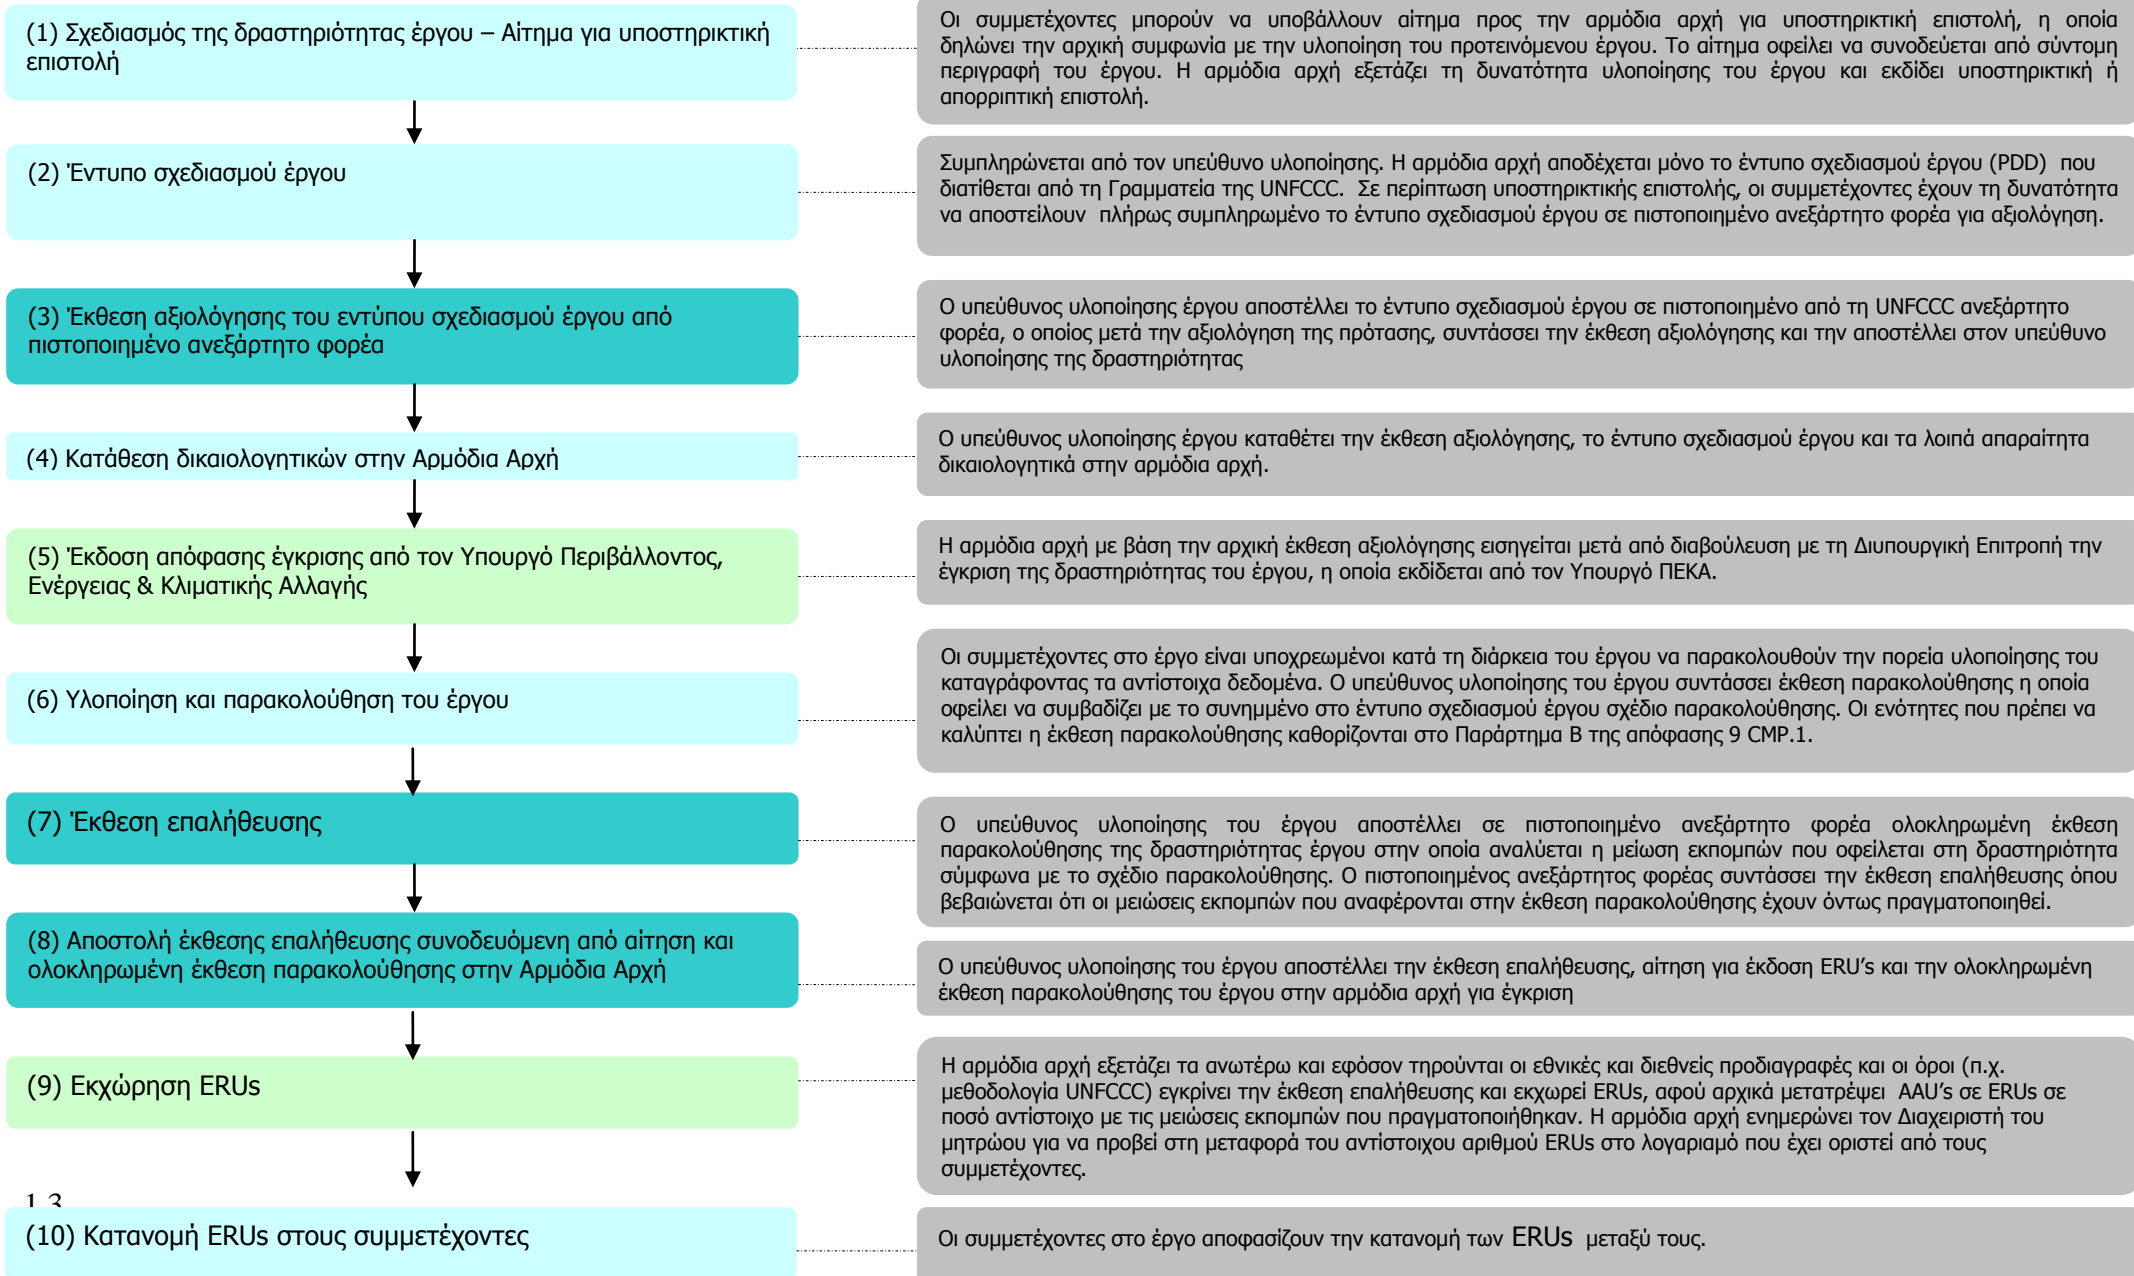 (1) Σχεδιασμός της δραστηριότητας έργου – Αίτημα για υποστηρικτική
επιστολή
Οι συμμετέχοντες μπορούν να υποβάλλουν αίτημα προς την αρμόδια αρχή για υποστηρικτική επιστολή, η οποία
δηλώνει την αρχική συμφωνία με την υλοποίηση του προτεινόμενου έργου. Το αίτημα οφείλει να συνοδεύεται από σύντομη
περιγραφή του έργου. Η αρμόδια αρχή εξετάζει τη δυνατότητα υλοποίησης του έργου και εκδίδει υποστηρικτική ή
απορριπτική επιστολή.
(2) Έντυπο σχεδιασμού έργου
Συμπληρώνεται από τον υπεύθυνο υλοποίησης. Η αρμόδια αρχή αποδέχεται μόνο το έντυπο σχεδιασμού έργου (PDD) που
διατίθεται από τη Γραμματεία της UNFCCC. Σε περίπτωση υποστηρικτικής επιστολής, οι συμμετέχοντες έχουν τη δυνατότητα
να αποστείλουν πλήρως συμπληρωμένο το έντυπο σχεδιασμού έργου σε πιστοποιημένο ανεξάρτητο φορέα για αξιολόγηση.
(3) Έκθεση αξιολόγησης του εντύπου σχεδιασμού έργου από
πιστοποιημένο ανεξάρτητο φορέα
Ο υπεύθυνος υλοποίησης έργου αποστέλλει το έντυπο σχεδιασμού έργου σε πιστοποιημένο από τη UNFCCC ανεξάρτητο
φορέα, ο οποίος μετά την αξιολόγηση της πρότασης, συντάσσει την έκθεση αξιολόγησης και την αποστέλλει στον υπεύθυνο
υλοποίησης της δραστηριότητας
(4) Κατάθεση δικαιολογητικών στην Αρμόδια Αρχή
Ο υπεύθυνος υλοποίησης έργου καταθέτει την έκθεση αξιολόγησης, το έντυπο σχεδιασμού έργου και τα λοιπά απαραίτητα
δικαιολογητικά στην αρμόδια αρχή.
(5) Έκδοση απόφασης έγκρισης από τον Υπουργό Περιβάλλοντος,
Ενέργειας & Κλιματικής Αλλαγής
Η αρμόδια αρχή με βάση την αρχική έκθεση αξιολόγησης εισηγείται μετά από διαβούλευση με τη Διυπουργική Επιτροπή την
έγκριση της δραστηριότητας του έργου, η οποία εκδίδεται από τον Υπουργό ΠΕΚΑ.
(6) Υλοποίηση και παρακολούθηση του έργου
Οι συμμετέχοντες στο έργο είναι υποχρεωμένοι κατά τη διάρκεια του έργου να παρακολουθούν την πορεία υλοποίησης του
καταγράφοντας τα αντίστοιχα δεδομένα. Ο υπεύθυνος υλοποίησης του έργου συντάσσει έκθεση παρακολούθησης η οποία
οφείλει να συμβαδίζει με το συνημμένο στο έντυπο σχεδιασμού έργου σχέδιο παρακολούθησης. Οι ενότητες που πρέπει να
καλύπτει η έκθεση παρακολούθησης καθορίζονται στο Παράρτημα Β της απόφασης 9 CMP.1.
(7) Έκθεση επαλήθευσης
Ο υπεύθυνος υλοποίησης του έργου αποστέλλει σε πιστοποιημένο ανεξάρτητο φορέα ολοκληρωμένη έκθεση
παρακολούθησης της δραστηριότητας έργου στην οποία αναλύεται η μείωση εκπομπών που οφείλεται στη δραστηριότητα
σύμφωνα με το σχέδιο παρακολούθησης. Ο πιστοποιημένος ανεξάρτητος φορέας συντάσσει την έκθεση επαλήθευσης όπου
βεβαιώνεται ότι οι μειώσεις εκπομπών που αναφέρονται στην έκθεση παρακολούθησης έχουν όντως πραγματοποιηθεί.
(8) Αποστολή έκθεσης επαλήθευσης συνοδευόμενη από αίτηση και
ολοκληρωμένη έκθεση παρακολούθησης στην Αρμόδια Αρχή
Ο υπεύθυνος υλοποίησης του έργου αποστέλλει την έκθεση επαλήθευσης, αίτηση για έκδοση ERU’s και την ολοκληρωμένη
έκθεση παρακολούθησης του έργου στην αρμόδια αρχή για έγκριση
(9) Εκχώρηση ERUs
Η αρμόδια αρχή εξετάζει τα ανωτέρω και εφόσον τηρούνται οι εθνικές και διεθνείς προδιαγραφές και οι όροι (π.χ.
μεθοδολογία UNFCCC) εγκρίνει την έκθεση επαλήθευσης και εκχωρεί ERUs, αφού αρχικά μετατρέψει AAU’s σε ERUs σε
ποσό αντίστοιχο με τις μειώσεις εκπομπών που πραγματοποιήθηκαν. Η αρμόδια αρχή ενημερώνει τον Διαχειριστή του
μητρώου για να προβεί στη μεταφορά του αντίστοιχου αριθμού ERUs στο λογαριασμό που έχει οριστεί από τους
συμμετέχοντες.
1.3
(10) Κατανομή ERUs στους συμμετέχοντες
Οι συμμετέχοντες στο έργο αποφασίζουν την κατανομή των ERUs μεταξύ τους.